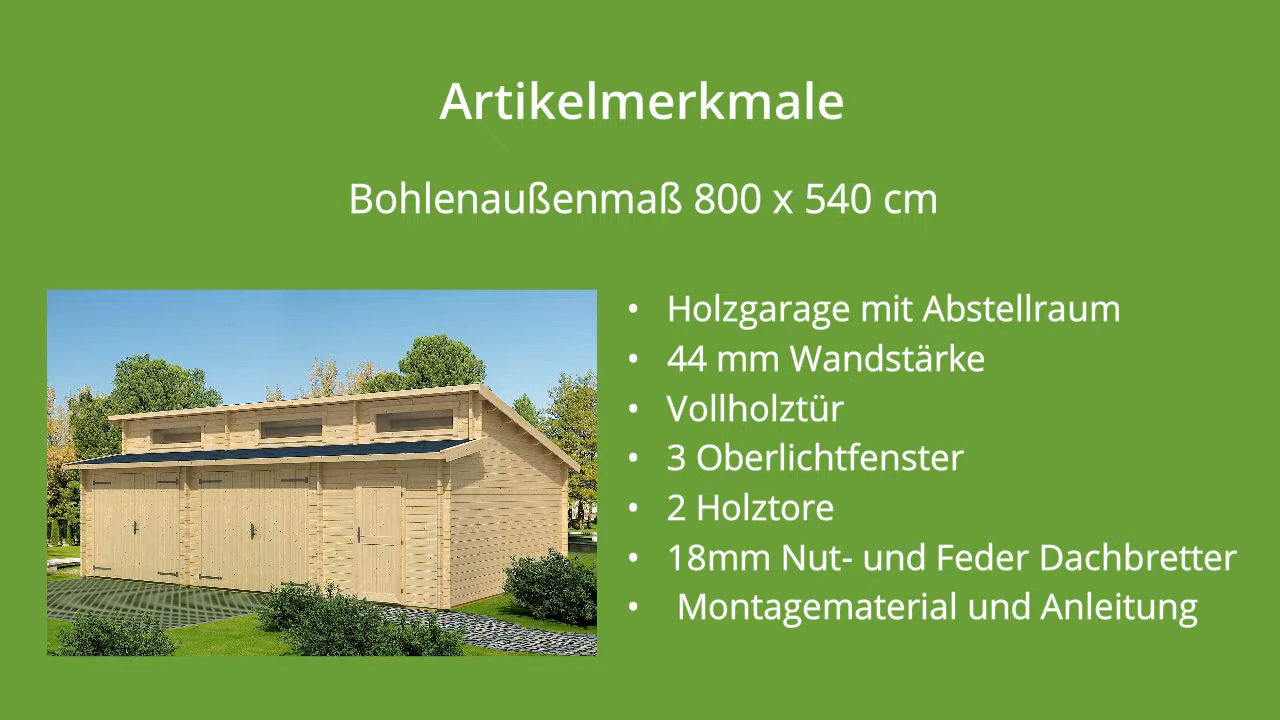 Artikelmerkmale
Bohlenaußenmaß 800 x 540 cm
• Holzgarage mit Abstellraum
• 44 mm Wandstärke
• Vollholztür
• 3 Oberlichtfenster
• 2 Holztore
• 18mm Nut- und Feder Dachbretter
• Montagematerial und Anleitung